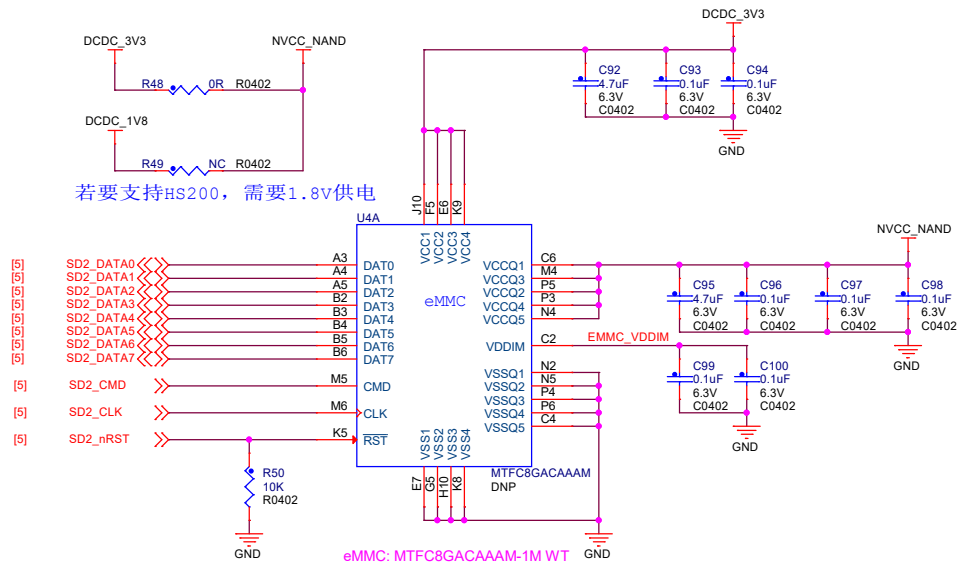 DCDC_3V3
NVCC_NAND
R48 0R R0402
DCDC_1V8
R49 NC R0402
若要支持HS200，需要1.8V供电
DCDC_3V3
C92
4.7uF
6.3V
C0402
C93
0.1uF
6.3V
C0402
C94
0.1uF
6.3V
C0402
GND
J10
F5
E6
K9
U4A
VCC1
VCC2
VCC3
VCC4
eMMC
[5] SD2_DATA0 A3 DAT0
[5] SD2_DATA1 A4 DAT1
[5] SD2_DATA2 A5 DAT2
[5] SD2_DATA3 B2 DAT3
[5] SD2_DATA4 B3 DAT4
[5] SD2_DATA5 B4 DAT5
[5] SD2_DATA6 B5 DAT6
[5] SD2_DATA7 B6 DAT7
[5] SD2_CMD M5 CMD
[5] SD2_CLK M6 CLK
[5] SD2_nRST K5 RST
VCCQ1 C6
VCCQ3 M4
VCCQ2 P5
VCCQ4 P3
VCCQ5 N4
VDDIM C2 EMMC_VDDIM
VSSQ1 N2
VSSQ2 N5
VSSQ3 P4
VSSQ4 P6
VSSQ5 C4
VSS1
VSS2
VSS3
VSS4
E7
G5
H10
K8
MTFC8GACAAAM
DNP
NVCC_NAND
C95
4.7uF
6.3V
C0402
C96
0.1uF
6.3V
C0402
C97
0.1uF
6.3V
C0402
C98
0.1uF
6.3V
C0402
GND
C99
0.1uF
6.3V
C0402
C100
0.1uF
6.3V
C0402
GND
R50
10K
R0402
GND
GND
eMMC: MTFC8GACAAAM-1M WT